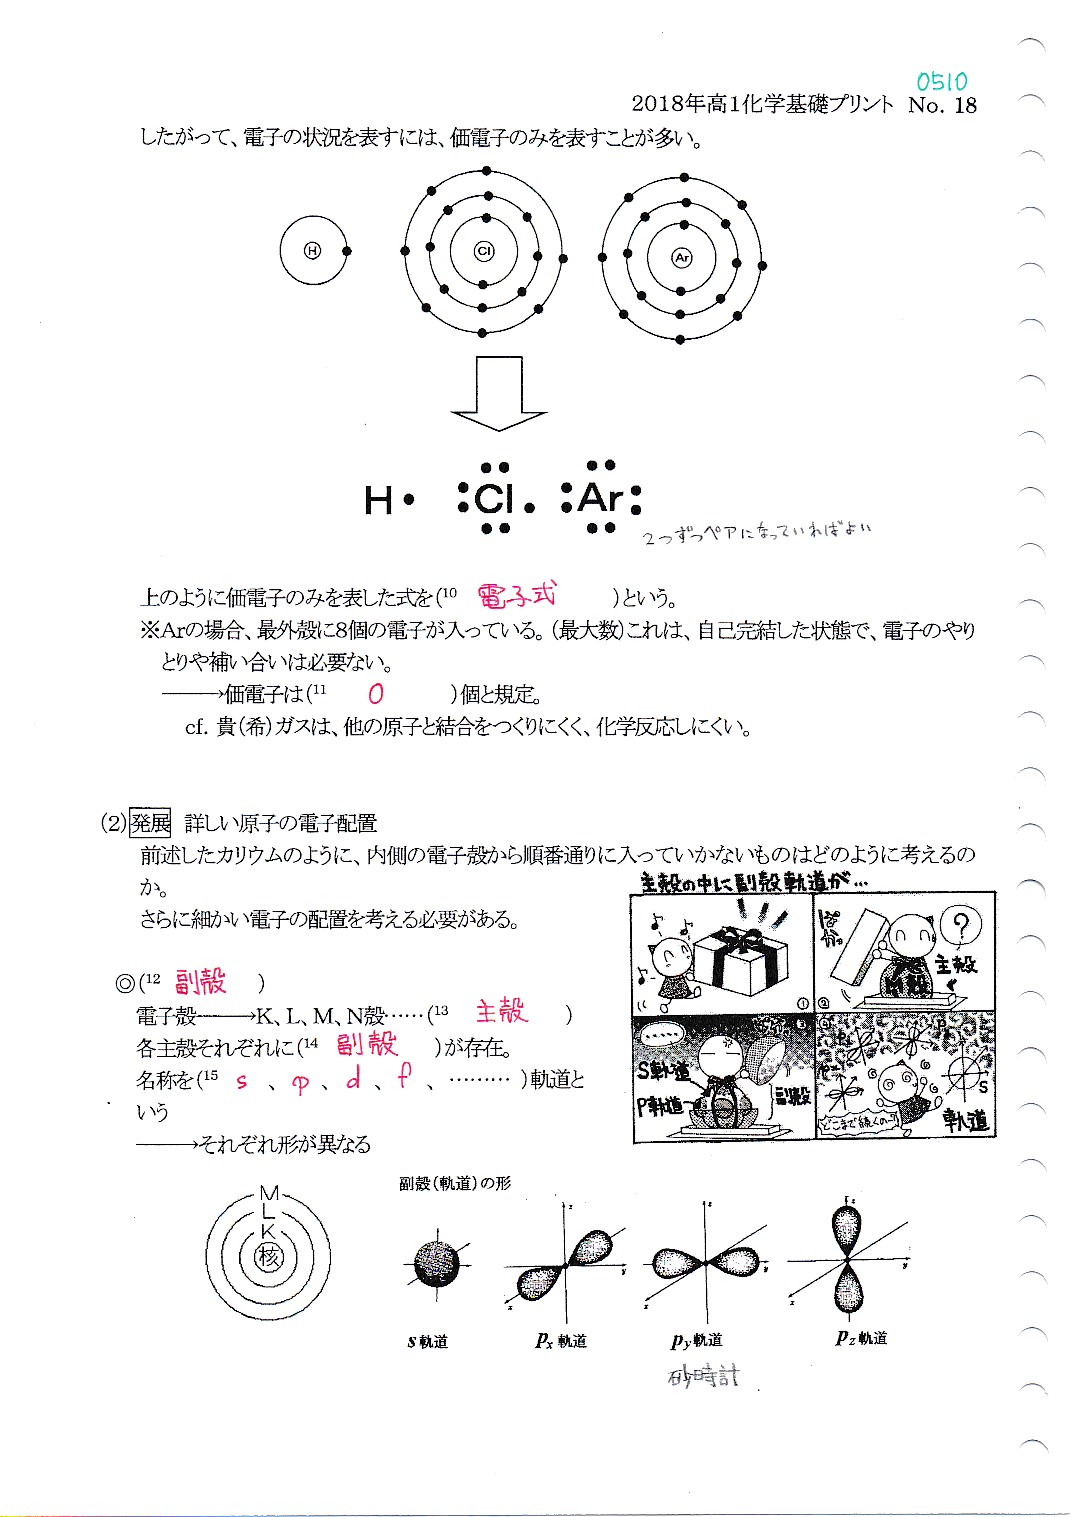 0510
2018年高1化学基礎プリント No. 18
したがって、電子の状況を表すには、価電子のみを表すことが多い。
H Cl Ar
H Cl Ar
2つずつペアになっていればよい
上のように価電子のみを表した式を(10 電子式 )という。
※Arの場合、最外殻に8個の電子が入っている。(最大数)これは、自己完結した状態で、電子のやり
とりや補い合いは必要ない。
———→価電子は(11 0 )個と規定。
cf. 貴(希)ガスは、他の原子と結合をつくりにくく、化学反応しにくい。
(2)発展 詳しい原子の電子配置
前述したカリウムのように、内側の電子殻から順番通りに入っていかないものはどのように考えるの
か。
さらに細かい電子の配置を考える必要がある。
◎(12 副殻 )
電子殻———→K、L、M、N殻……(13 主殻 )
各主殻それぞれに(14 副殻 )が存在。
名称を(15 s 、p 、d 、f 、……… )軌道と
いう
———→それぞれ形が異なる
主殻の中に副殻軌道が…
①
ぱかっ
?
主殻
M殻
②
……
③
S軌道
P軌道
副殻
④
P
P
P
S
どこまで続くの~?
軌道
M
L
K
核
副殻(軌道)の形
z y x
z y x
z y x
s 軌道 px 軌道 py 軌道 pz 軌道
砂時計